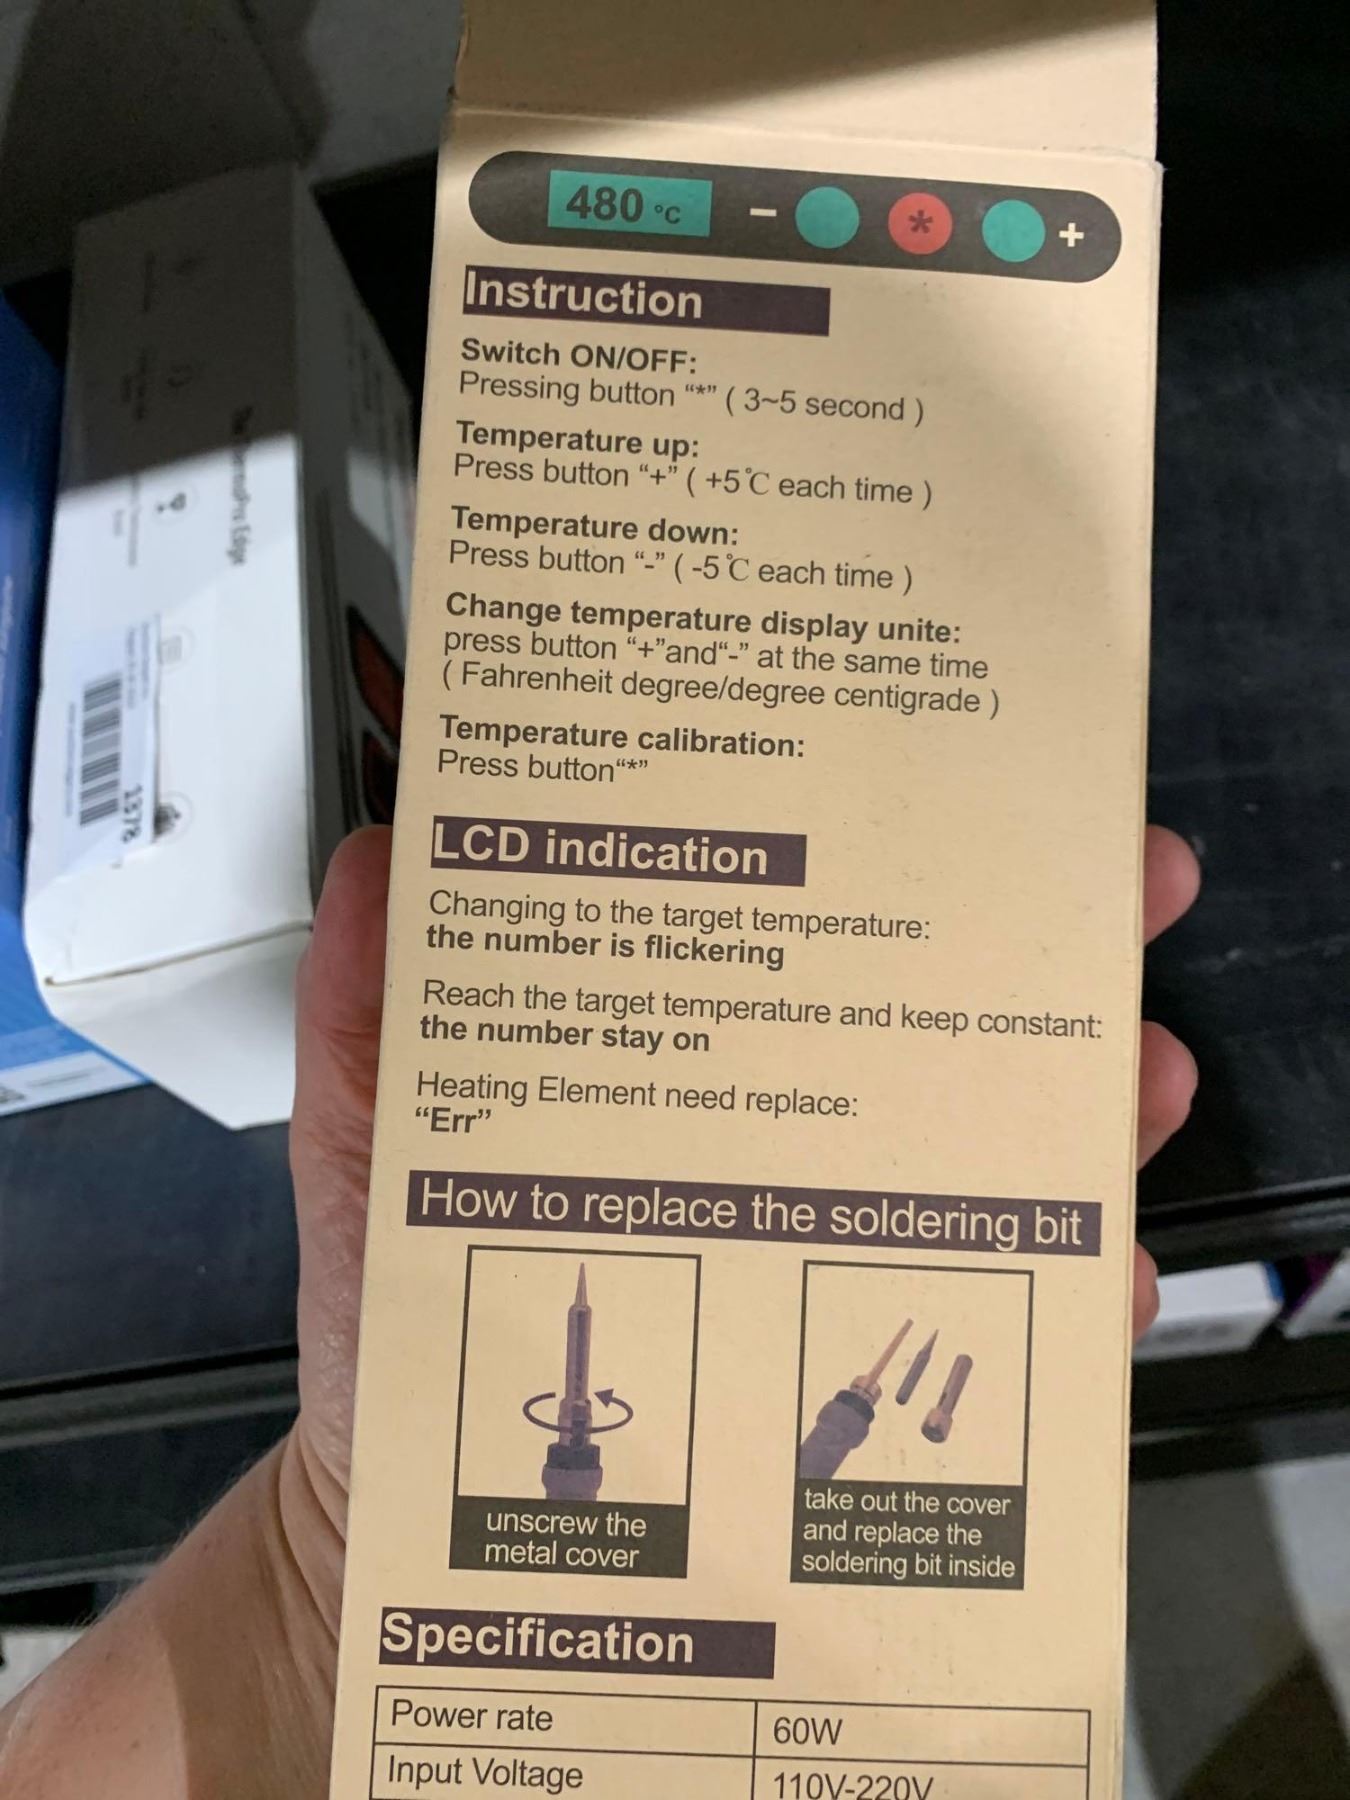 480 °C
- * +
Instruction
Switch ON/OFF:
Pressing button “*” ( 3~5 second )
Temperature up:
Press button “+” ( +5℃ each time )
Temperature down:
Press button “-” ( -5℃ each time )
Change temperature display unite:
press button “+”and“-” at the same time
( Fahrenheit degree/degree centigrade )
Temperature calibration:
Press button“*”
LCD indication
Changing to the target temperature:
the number is flickering
Reach the target temperature and keep constant:
the number stay on
Heating Element need replace:
“Err”
How to replace the soldering bit
unscrew the
metal cover
take out the cover
and replace the
soldering bit inside
Specification
Power rate 60W
Input Voltage 110V-220V
1376